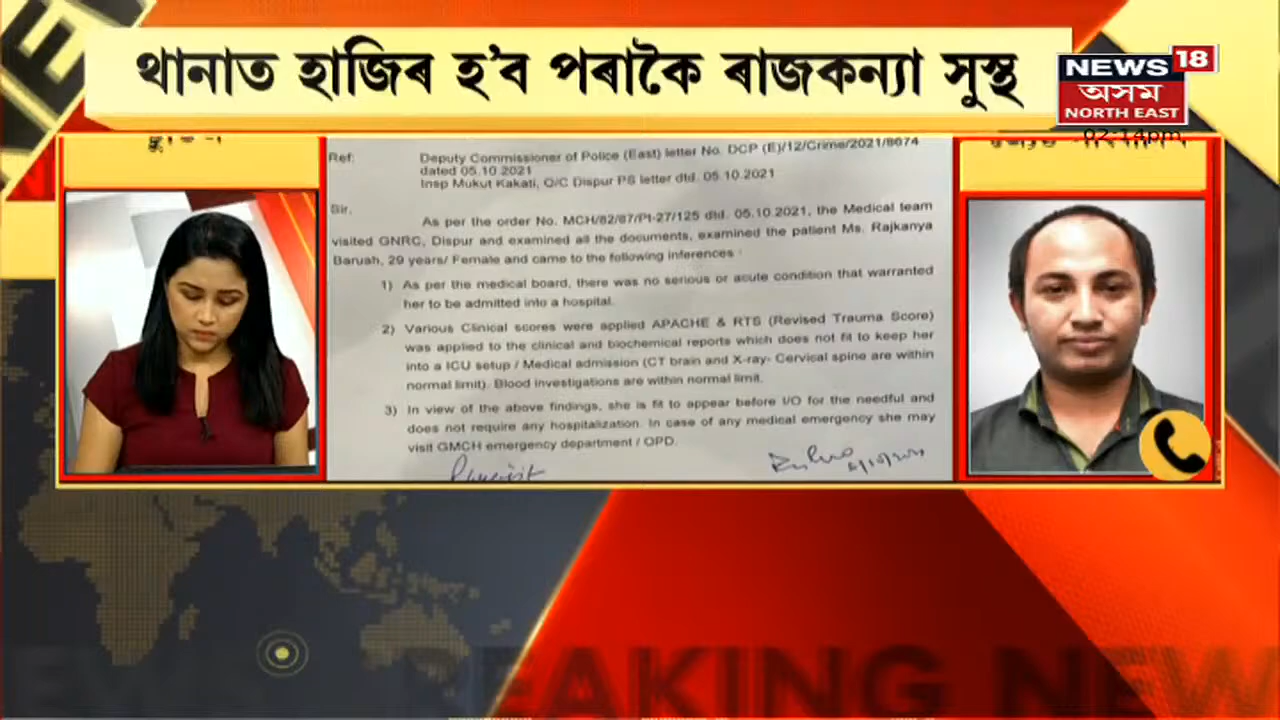 থানাত হাজিৰ হ'ব পৰাকৈ ৰাজকন্যা সুস্থ
NEWS 18
অসম
NORTH EAST
02:14pm
Ref: Deputy Commissioner of Police (East) letter No. DCP (E)/12/Crime/2021/8674
dated 05.10.2021
Insp Mukut Kakati, O/C Dispur PS letter dtd. 05.10.2021
Sir,
As per the order No. MCH/82/87/Pt-27/125 dtd. 05.10.2021, the Medical team
visited GNRC, Dispur and examined all the documents, examined the patient Ms. Rajkanya
Baruah, 29 years/ Female and came to the following inferences :
1) As per the medical board, there was no serious or acute condition that warranted
her to be admitted into a hospital.
2) Various Clinical scores were applied APACHE & RTS (Revised Trauma Score)
was applied to the clinical and biochemical reports which does not fit to keep her
into a ICU setup / Medical admission (CT brain and X-ray- Cervical spine are within
normal limit). Blood investigations are within normal limit.
3) In view of the above findings, she is fit to appear before I/O for the needful and
does not require any hospitalization. In case of any medical emergency she may
visit GMCH emergency department / OPD.
BREAKING NEWS